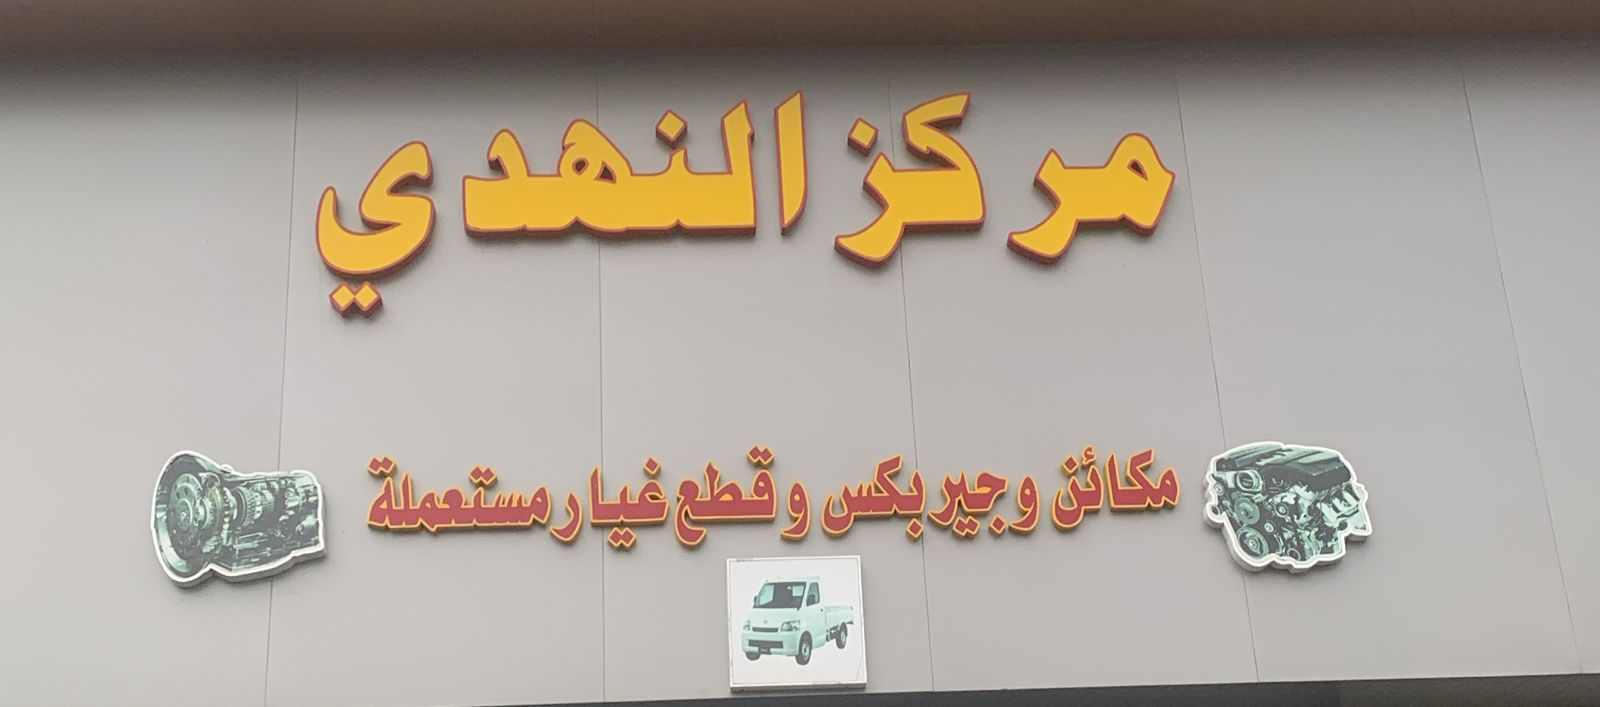 مركز النهدي
مكائن وجير بكس وقطع غيار مستعملة